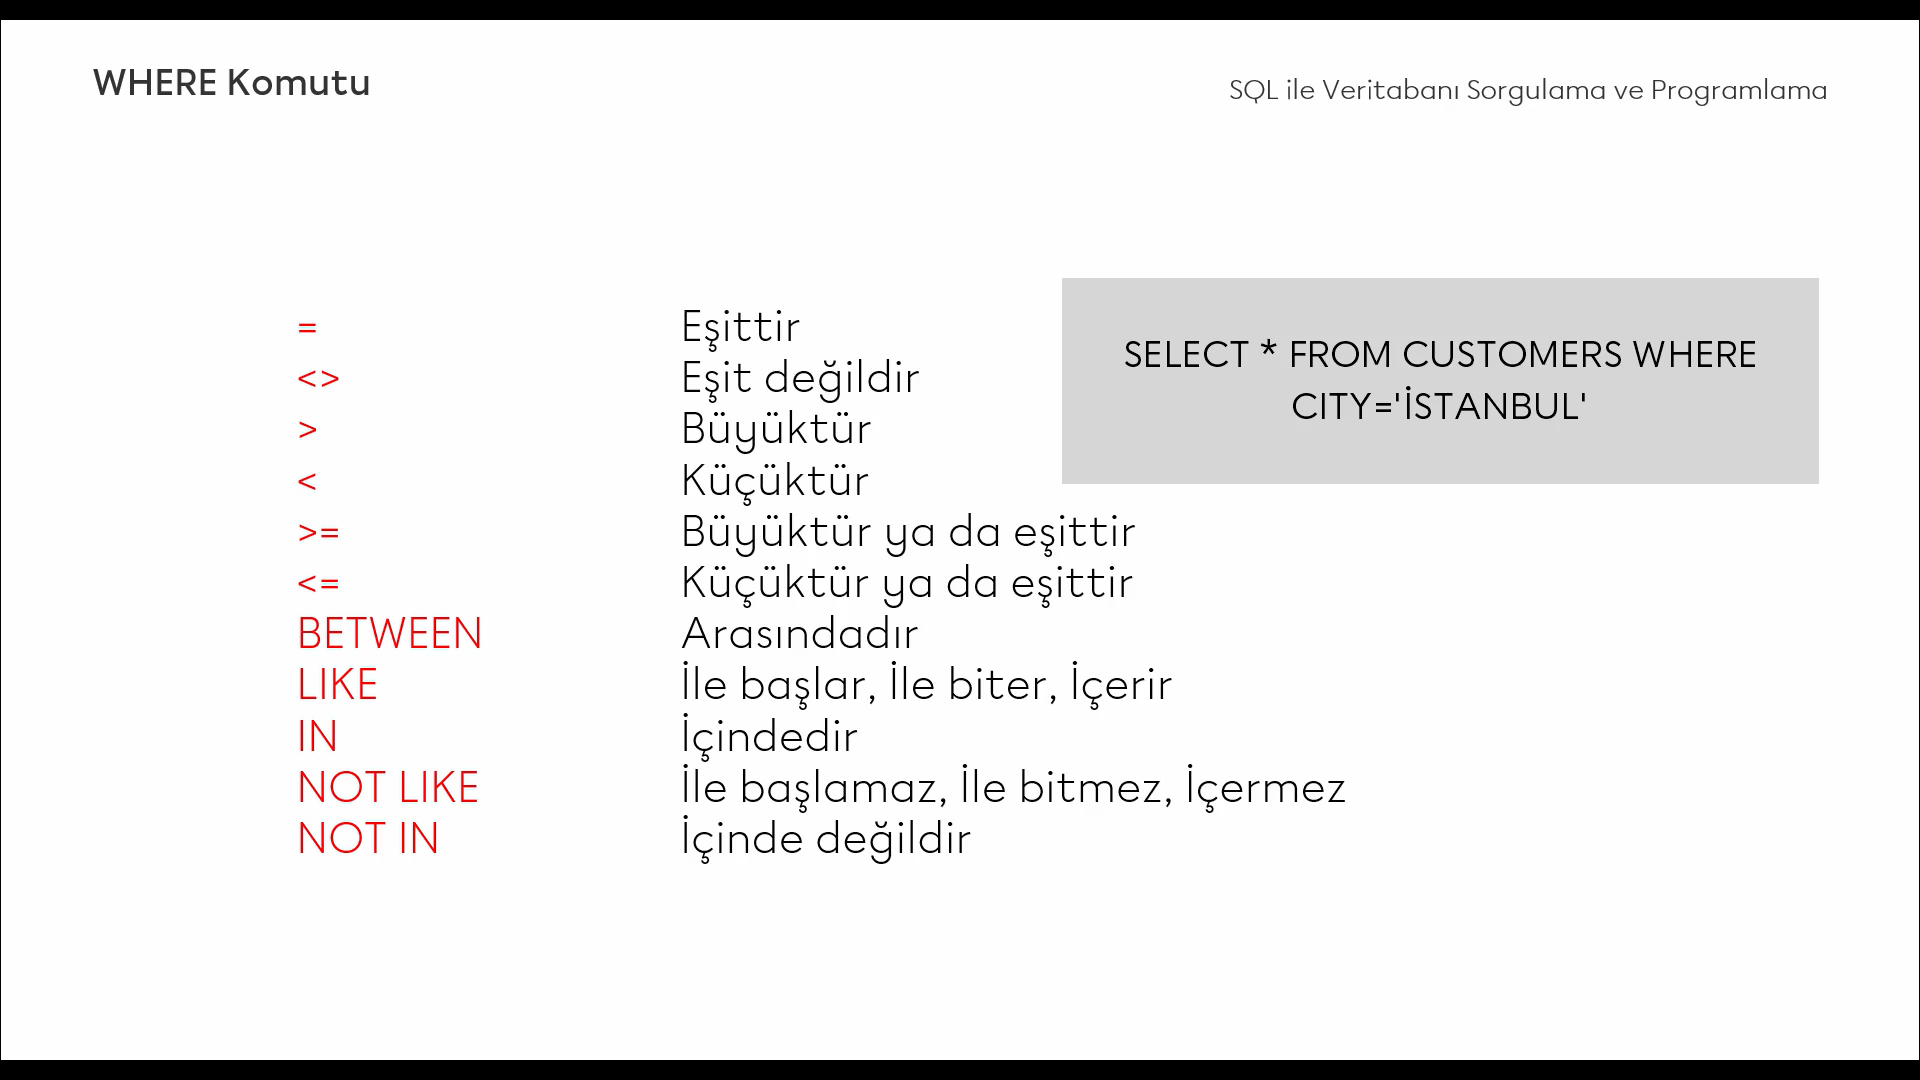 WHERE Komutu
SQL ile Veritabanı Sorgulama ve Programlama
= Eşittir
<> Eşit değildir
> Büyüktür
< Küçüktür
>= Büyüktür ya da eşittir
<= Küçüktür ya da eşittir
BETWEEN Arasındadır
LIKE İle başlar, İle biter, İçerir
IN İçindedir
NOT LIKE İle başlamaz, İle bitmez, İçermez
NOT IN İçinde değildir
SELECT * FROM CUSTOMERS WHERE
CITY='İSTANBUL'